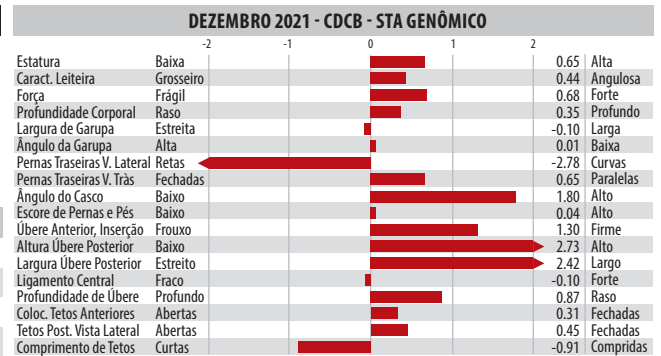 DEZEMBRO 2021 - CDCB - STA GENÔMICO
-2 -1 0 1 2
Estatura Baixa 0.65 Alta
Caract. Leiteira Grosseiro 0.44 Angulosa
Força Frágil 0.68 Forte
Profundidade Corporal Raso 0.35 Profundo
Largura de Garupa Estreita -0.10 Larga
Ângulo da Garupa Alta 0.01 Baixa
Pernas Traseiras V. Lateral Retas -2.78 Curvas
Pernas Traseiras V. Tràs Fechadas 0.65 Paralelas
Ângulo do Casco Baixo 1.80 Alto
Escore de Pernas e Pés Baixo 0.04 Alto
Úbere Anterior, Inserção Frouxo 1.30 Firme
Altura Úbere Posterior Baixo 2.73 Alto
Largura Úbere Posterior Estreito 2.42 Largo
Ligamento Central Fraco -0.10 Forte
Profundidade de Úbere Profundo 0.87 Raso
Coloc. Tetos Anteriores Abertas 0.31 Fechadas
Tetos Post. Vista Lateral Abertas 0.45 Fechadas
Comprimento de Tetos Curtas -0.91 Compridas